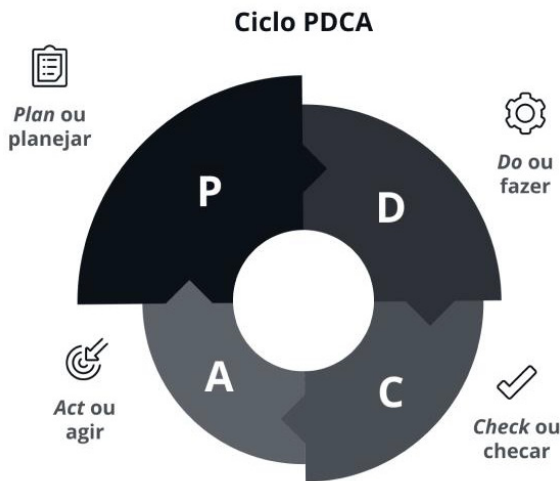 Ciclo PDCA
Plan ou
planejar
Do ou
fazer
P
D
A
C
Act ou
agir
Check ou
checar